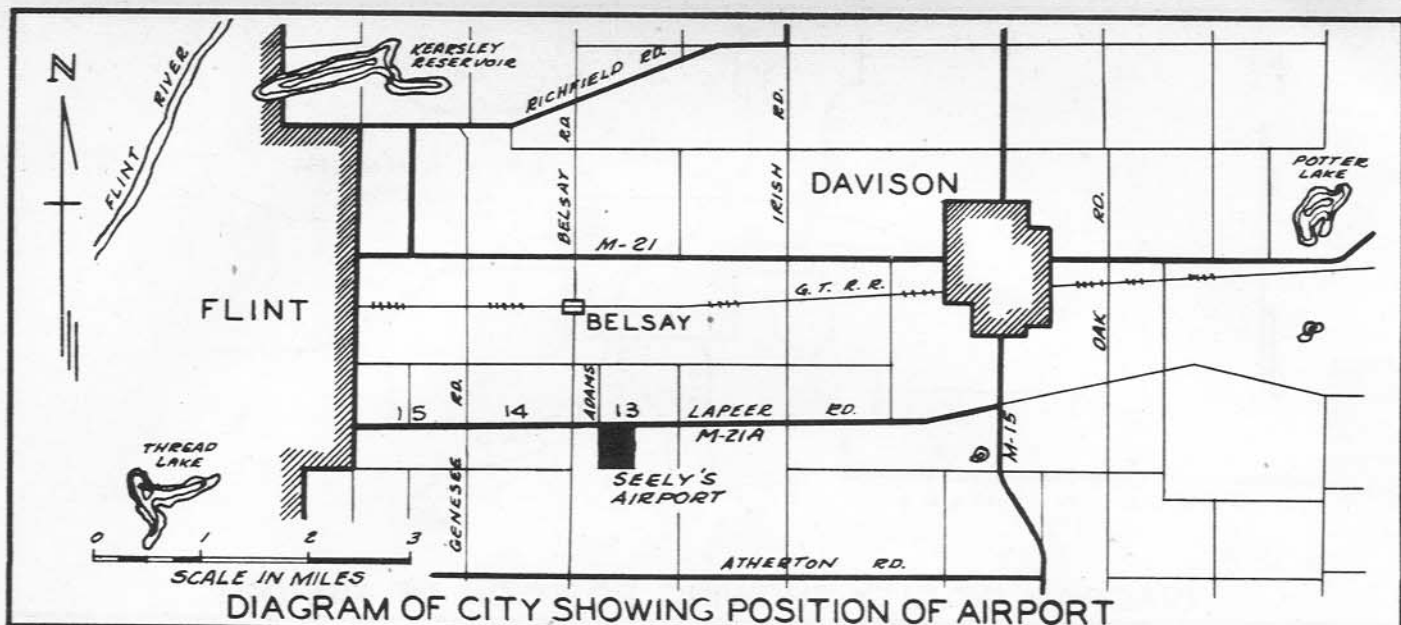 N
FLINT RIVER
KEARSLEY
RESERVOIR
RICHFIELD RD.
BELSAY RD.
IRISH RD.
DAVISON
POTTER
LAKE
M-21
G.T.R.R.
FLINT
BELSAY
OAK RD.
GENESEE RD.
15
14
ADAMS
13
LAPEER RD.
M-21A
M-15
THREAD
LAKE
SEELY'S
AIRPORT
0 1 2 3
SCALE IN MILES
ATHERTON RD.
DIAGRAM OF CITY SHOWING POSITION OF AIRPORT